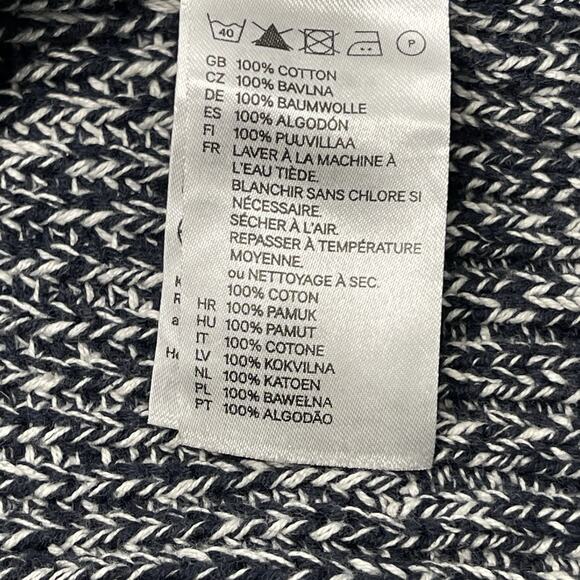 40 P
GB 100% COTTON
CZ 100% BAVLNA
DE 100% BAUMWOLLE
ES 100% ALGODÓN
FI 100% PUUVILLAA
FR LAVER À LA MACHINE À
L'EAU TIÈDE.
BLANCHIR SANS CHLORE SI
NÉCESSAIRE.
SÉCHER À L'AIR.
REPASSER À TEMPÉRATURE
MOYENNE.
ou NETTOYAGE À SEC.
100% COTON
HR 100% PAMUK
HU 100% PAMUT
IT 100% COTONE
LV 100% KOKVILNA
NL 100% KATOEN
PL 100% BAWEŁNA
PT 100% ALGODÃO